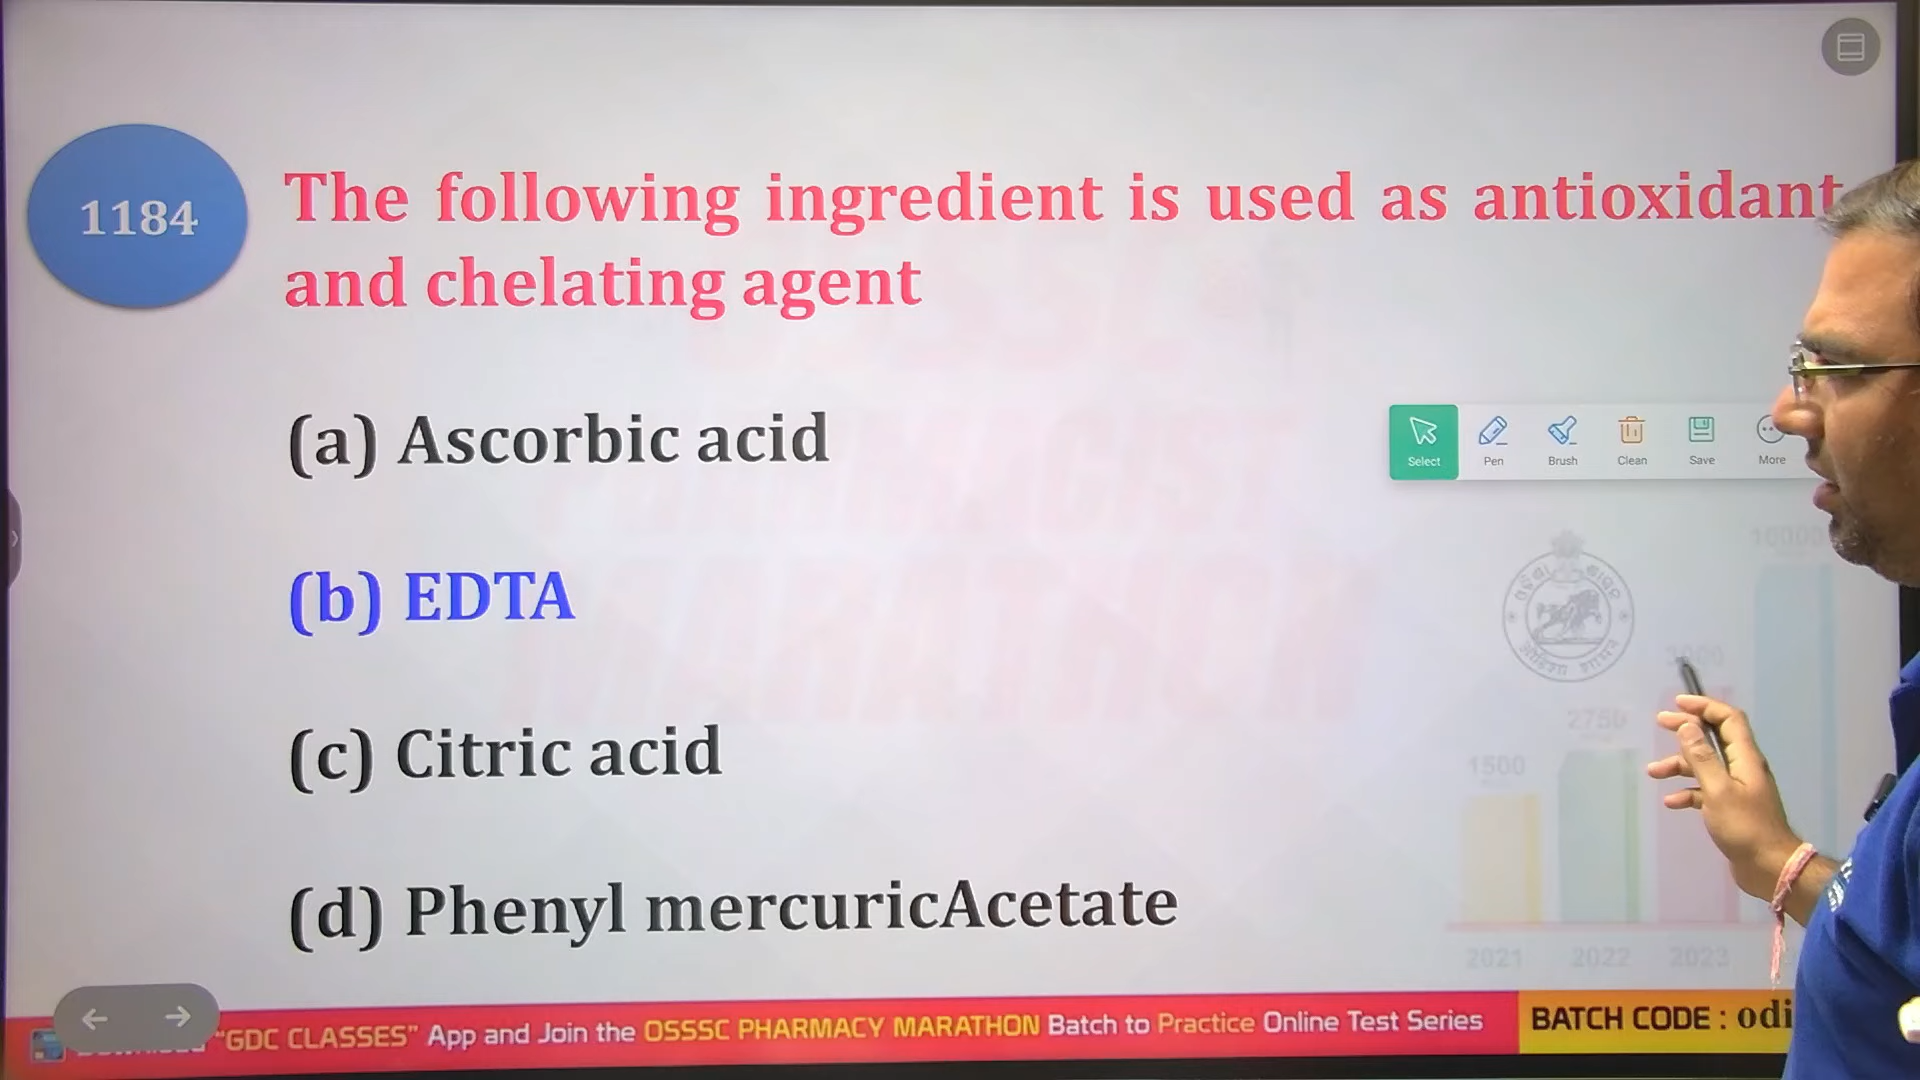 1184
The following ingredient is used as antioxidant
and chelating agent
(a) Ascorbic acid
Select
Pen
Brush
Clean
Save
More
(b) EDTA
(c) Citric acid
(d) Phenyl mercuricAcetate
10000
3000
2750
1500
2021
2022
2023
"GDC CLASSES" App and Join the OSSSC PHARMACY MARATHON Batch to Practice Online Test Series
BATCH CODE : odi